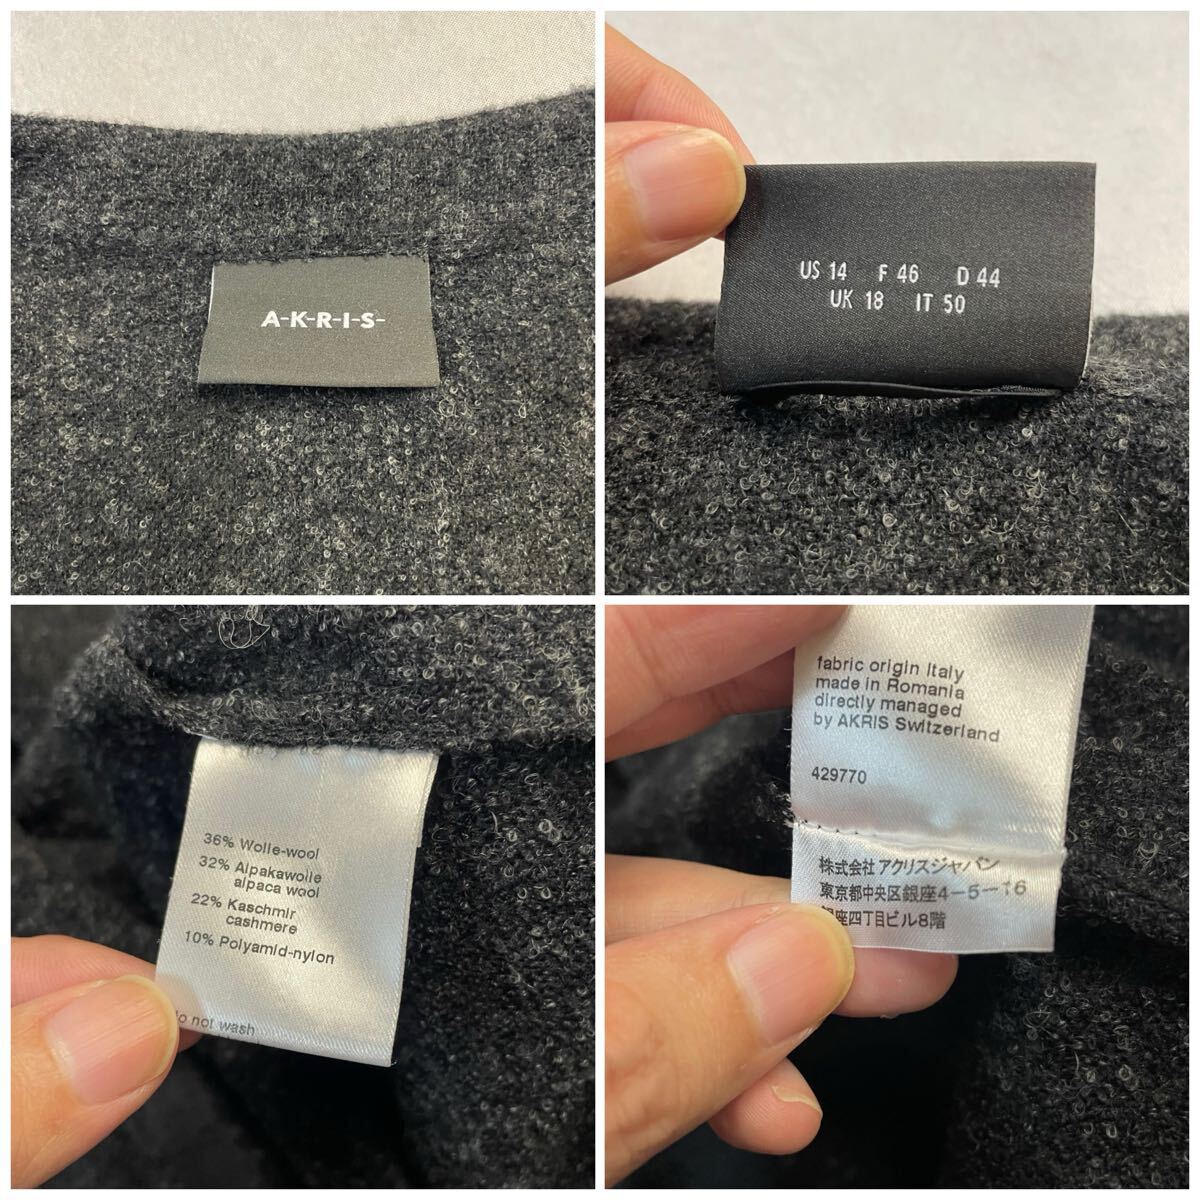 A-K-R-I-S-
US 14 F 46 D 44
UK 18 IT 50
36% Wolle-wool
32% Alpakawolle
alpaca wool
22% Kaschmir
cashmere
10% Polyamid-nylon
do not wash
fabric origin Italy
made in Romania
directly managed
by AKRIS Switzerland
429770
株式会社アクリスジャパン
東京都中央区銀座4-5-16
銀座四丁目ビル8階